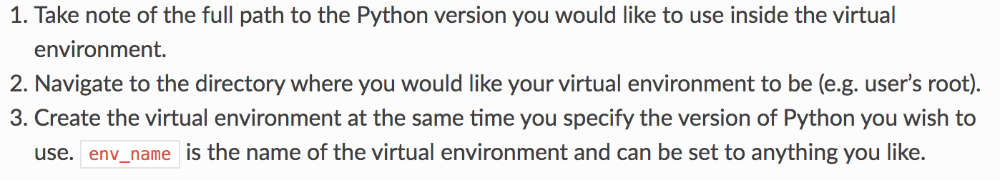 1. Take note of the full path to the Python version you would like to use inside the virtual
environment.
2. Navigate to the directory where you would like your virtual environment to be (e.g. user’s root).
3. Create the virtual environment at the same time you specify the version of Python you wish to
use. env_name is the name of the virtual environment and can be set to anything you like.